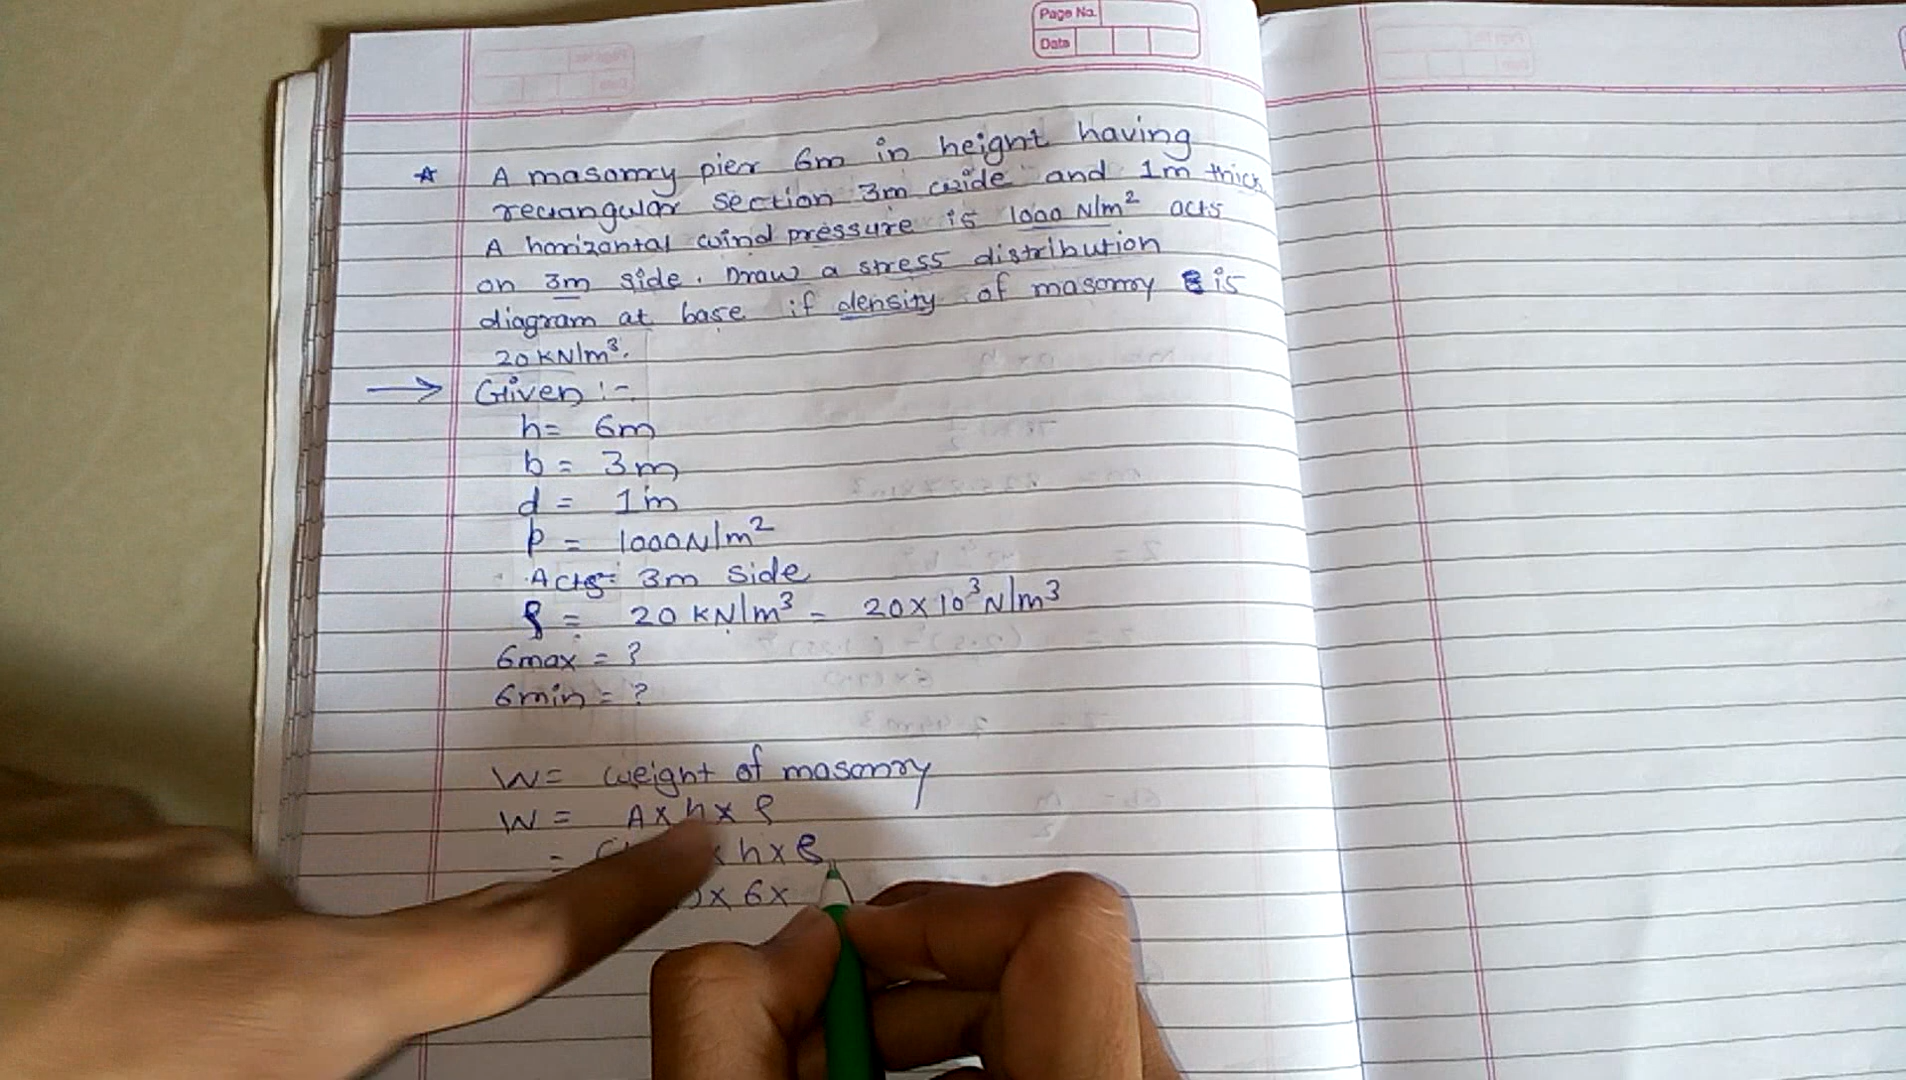 Page No.
Date
A masonry pier 6m in height having
rectangular section 3m wide and 1m thick
A horizontal wind pressure is 1000 N/m² acts
on 3m side. Draw a stress distribution
diagram at base if density of masonry is
20 kN/m³.
→ Given :-
h = 6m
b = 3m
d = 1m
p = 1000N/m²
Acts = 3m side
ρ = 20 kN/m³ = 20×10³N/m³
σmax = ?
σmin = ?
W = weight of masonry
W = A × h × ρ
= × h × ρ
× 6 ×